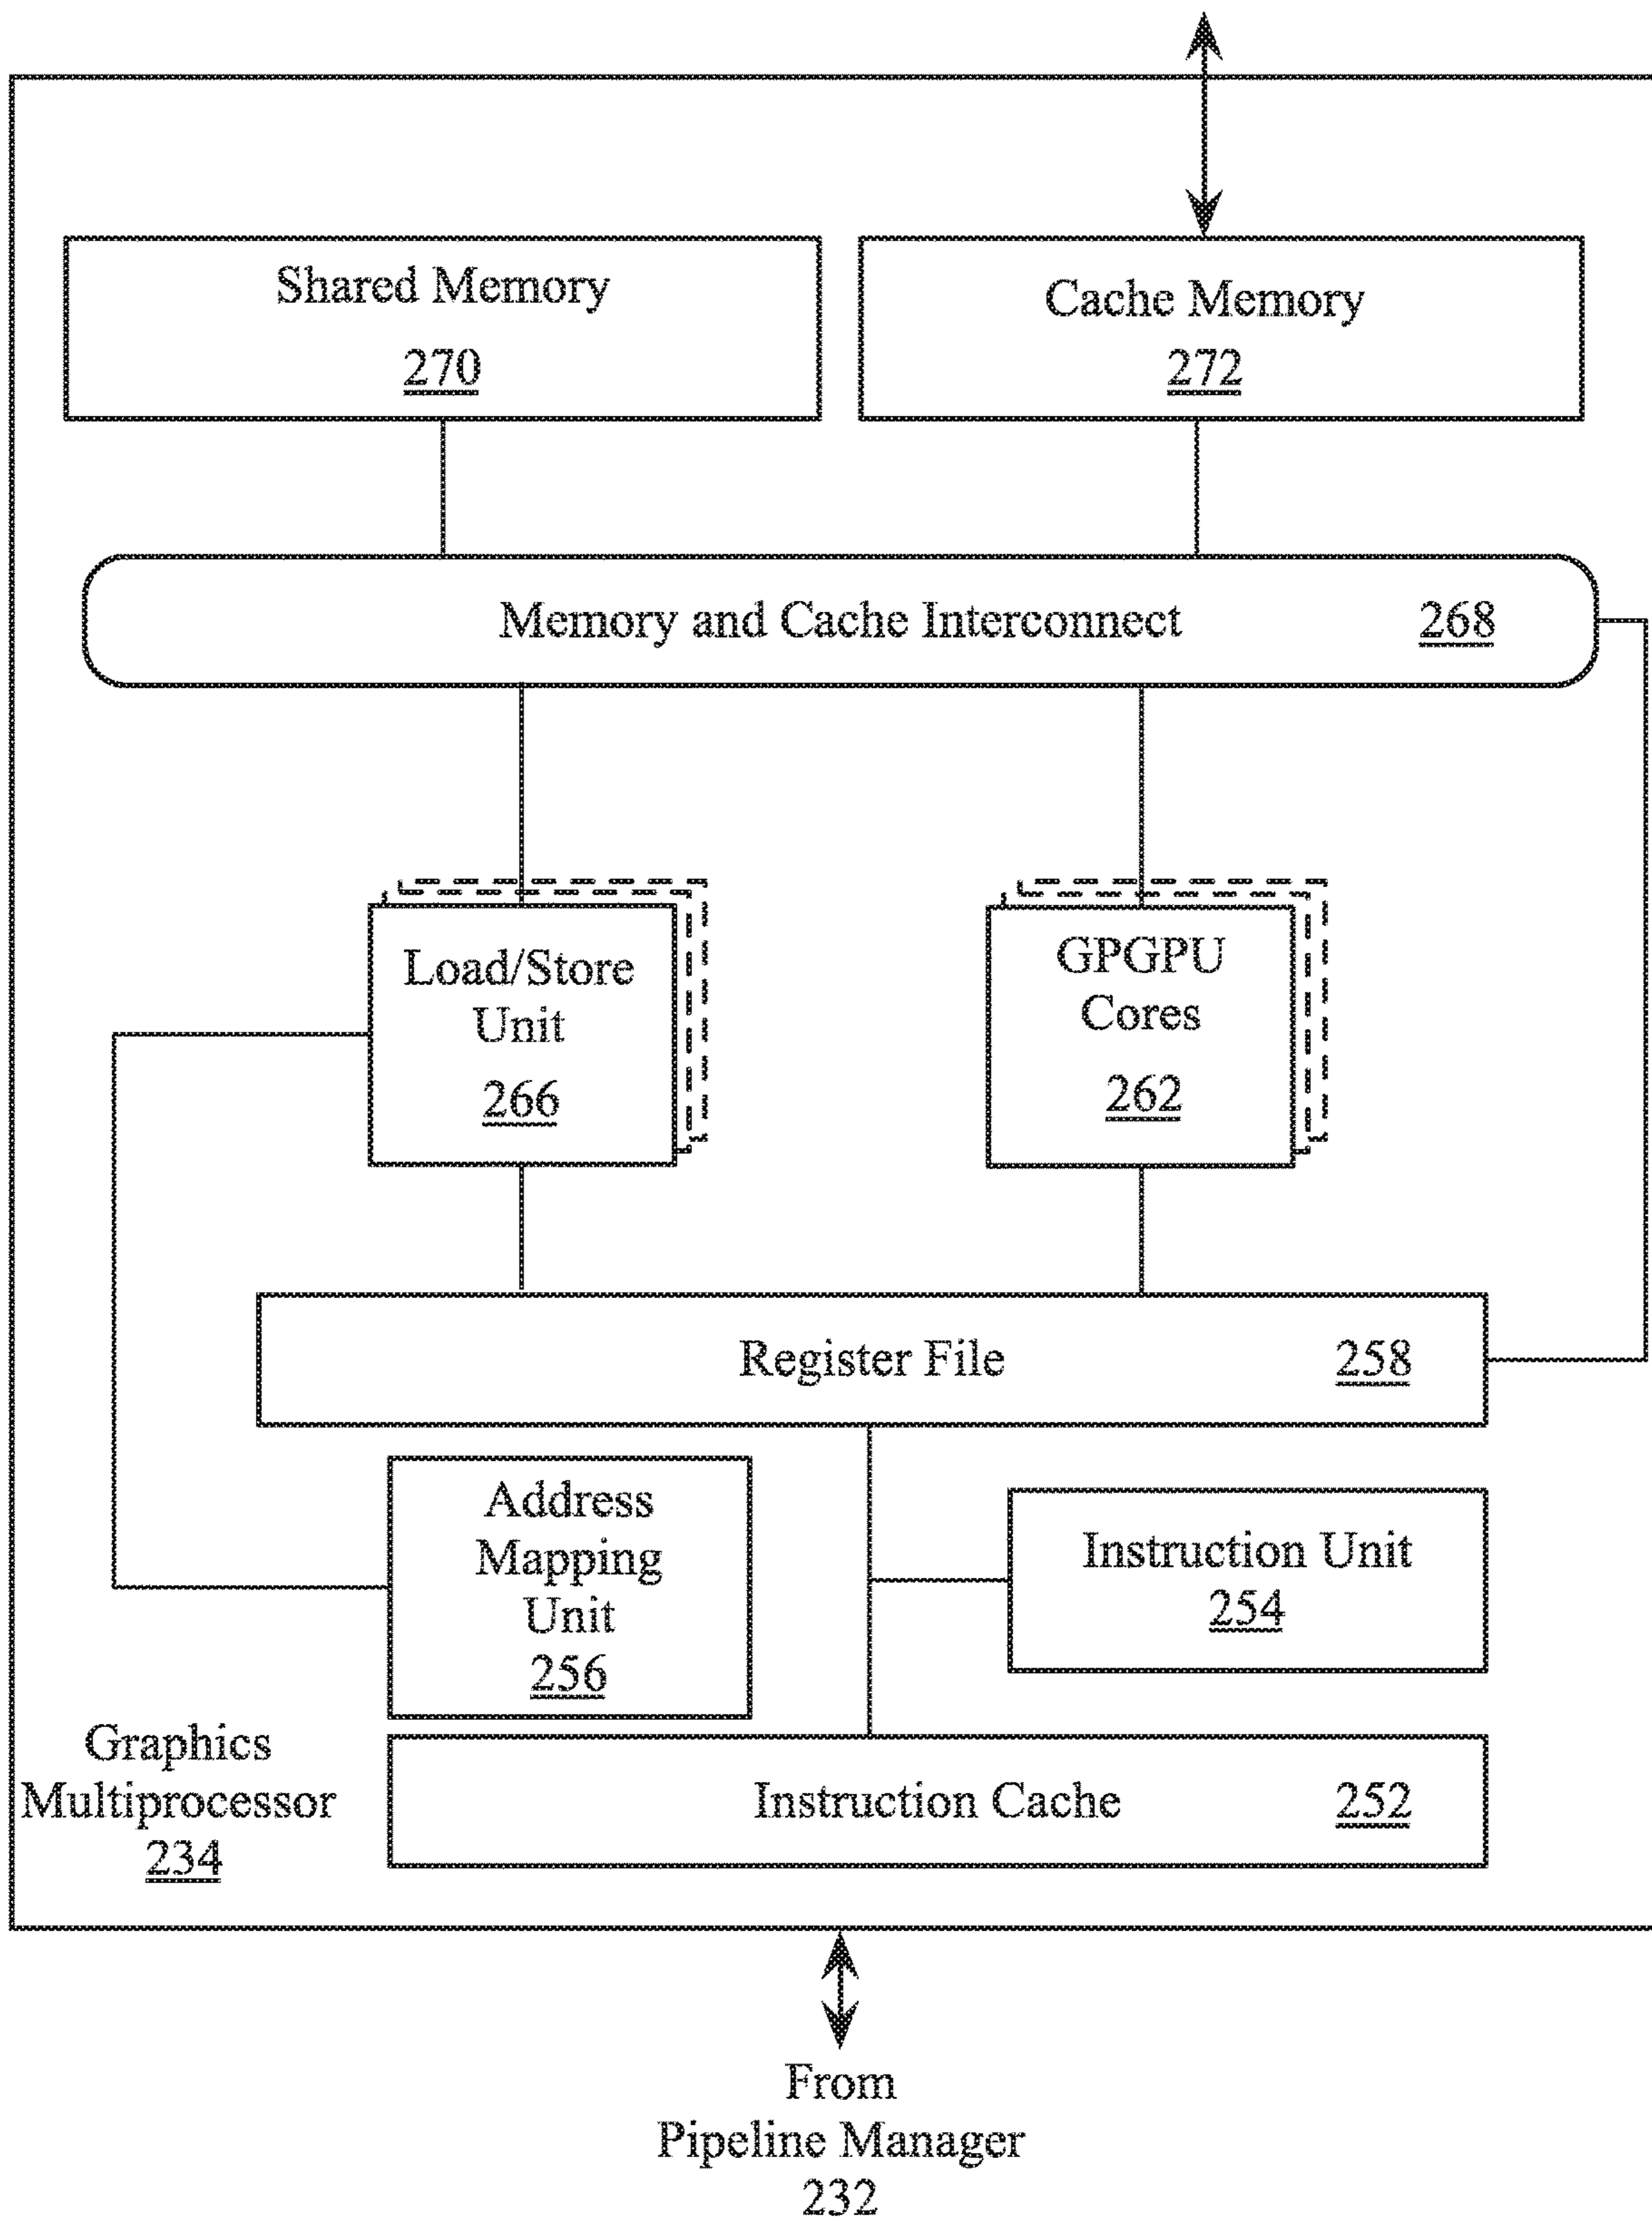 Shared Memory
270
Cache Memory
272
Memory and Cache Interconnect 268
Load/Store
Unit
266
GPGPU
Cores
262
Register File 258
Address
Mapping
Unit
256
Instruction Unit
254
Graphics
Multiprocessor
234
Instruction Cache 252
From
Pipeline Manager
232